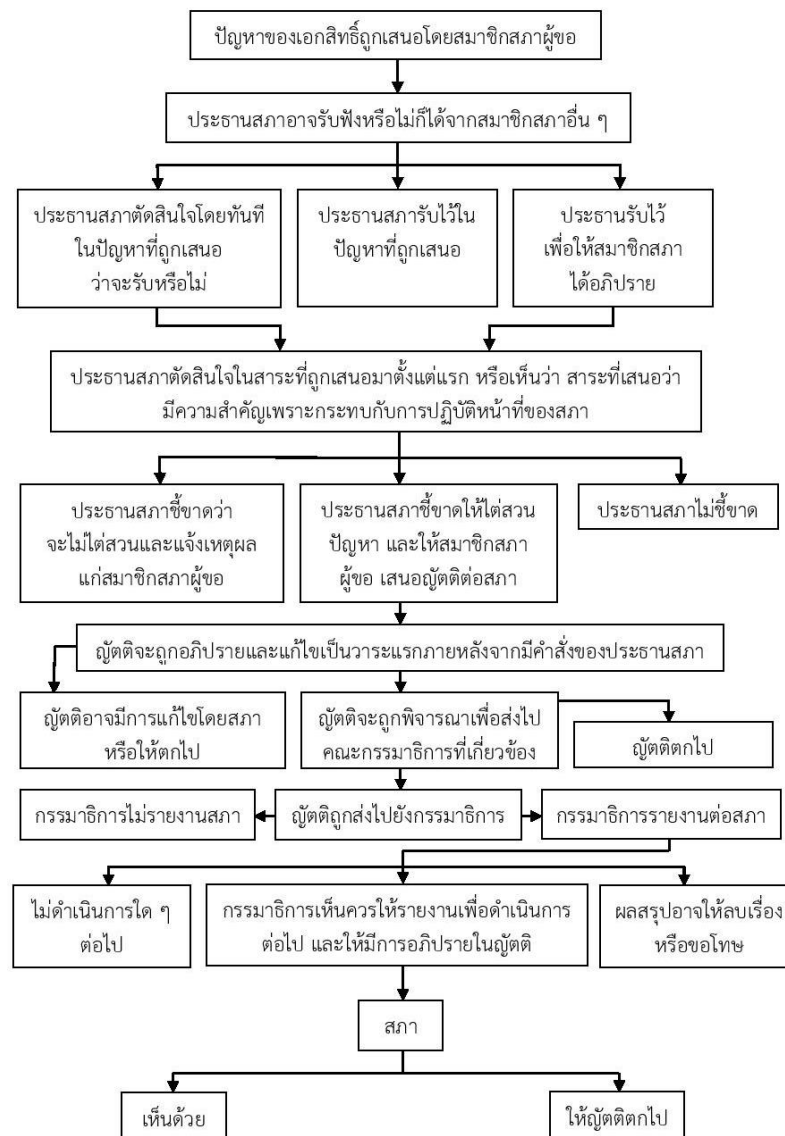 ปัญหาของเอกสิทธิ์ถูกเสนอโดยสมาชิกสภาผู้ขอ
ประธานสภาอาจรับฟังหรือไม่ก็ได้จากสมาชิกสภาอื่น ๆ
ประธานสภาตัดสินใจโดยทันที
ในปัญหาที่ถูกเสนอ
ว่าจะรับหรือไม่
ประธานสภารับไว้ใน
ปัญหาที่ถูกเสนอ
ประธานรับไว้
เพื่อให้สมาชิกสภา
ได้อภิปราย
ประธานสภาตัดสินใจในสาระที่ถูกเสนอมาตั้งแต่แรก หรือเห็นว่า สาระที่เสนอว่า
มีความสำคัญเพราะกระทบกับการปฏิบัติหน้าที่ของสภา
ประธานสภาชี้ขาดว่า
จะไม่ไต่สวนและแจ้งเหตุผล
แก่สมาชิกสภาผู้ขอ
ประธานสภาชี้ขาดให้ไต่สวน
ปัญหา และให้สมาชิกสภา
ผู้ขอ เสนอญัตติต่อสภา
ประธานสภาไม่ชี้ขาด
ญัตติจะถูกอภิปรายและแก้ไขเป็นวาระแรกภายหลังจากมีคำสั่งของประธานสภา
ญัตติอาจมีการแก้ไขโดยสภา
หรือให้ตกไป
ญัตติจะถูกพิจารณาเพื่อส่งไป
คณะกรรมาธิการที่เกี่ยวข้อง
ญัตติตกไป
กรรมาธิการไม่รายงานสภา
ญัตติถูกส่งไปยังกรรมาธิการ
กรรมาธิการรายงานต่อสภา
ไม่ดำเนินการใด ๆ
ต่อไป
กรรมาธิการเห็นควรให้รายงานเพื่อดำเนินการ
ต่อไป และให้มีการอภิปรายในญัตติ
ผลสรุปอาจให้ลบเรื่อง
หรือขอโทษ
สภา
เห็นด้วย
ให้ญัตติตกไป